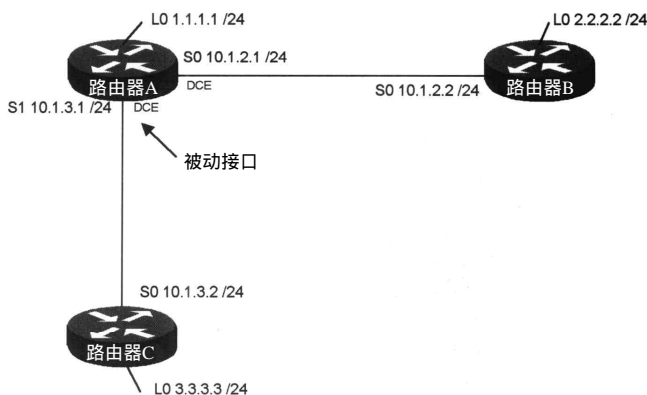 L0 1.1.1.1 /24
L0 2.2.2.2 /24
S0 10.1.2.1 /24
路由器A
DCE
S0 10.1.2.2 /24
路由器B
S1 10.1.3.1 /24
DCE
被动接口
S0 10.1.3.2 /24
路由器C
L0 3.3.3.3 /24